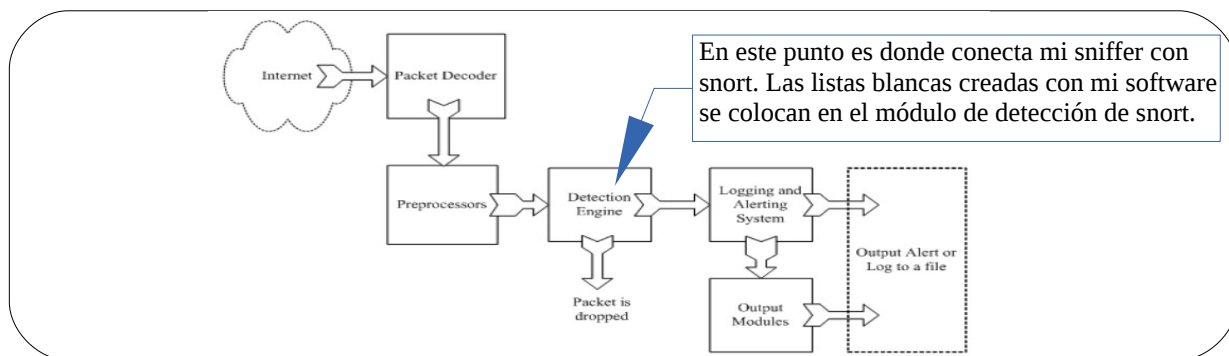 En este punto es donde conecta mi sniffer con
snort. Las listas blancas creadas con mi software
se colocan en el módulo de detección de snort.
Internet
Packet Decoder
Preprocessors
Detection
Engine
Logging and
Alerting
System
Output Alert or
Log to a file
Packet is
dropped
Output
Modules